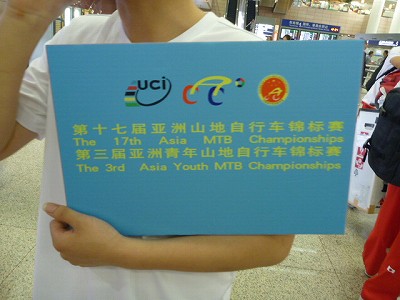 UCI
第十七届亚洲山地自行车锦标赛
The 17th Asia MTB Championships
第三届亚洲青年山地自行车锦标赛
The 3rd Asia Youth MTB Championships